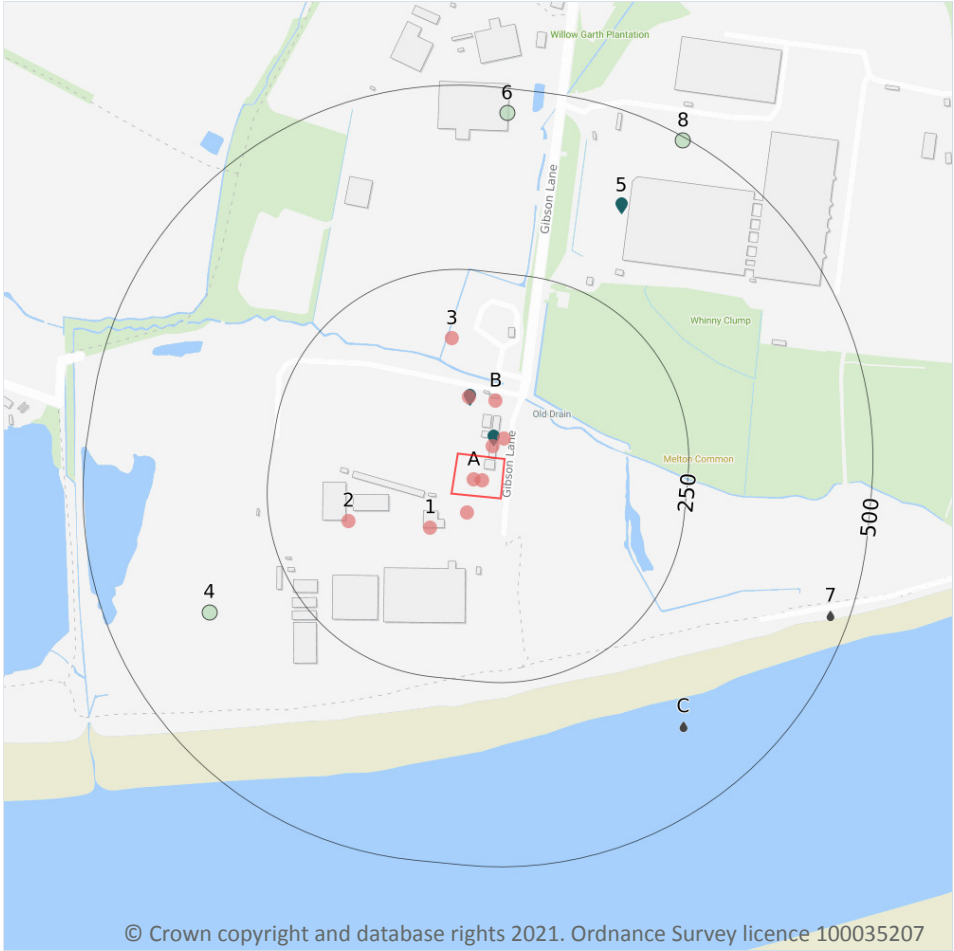 Willow Garth Plantation
6
8
5
Gibson Lane
3
Whinny Clump
B
Old Drain
A
Gibson Lane
Melton Common
2
1
250
500
4
7
C
© Crown copyright and database rights 2021. Ordnance Survey licence 100035207